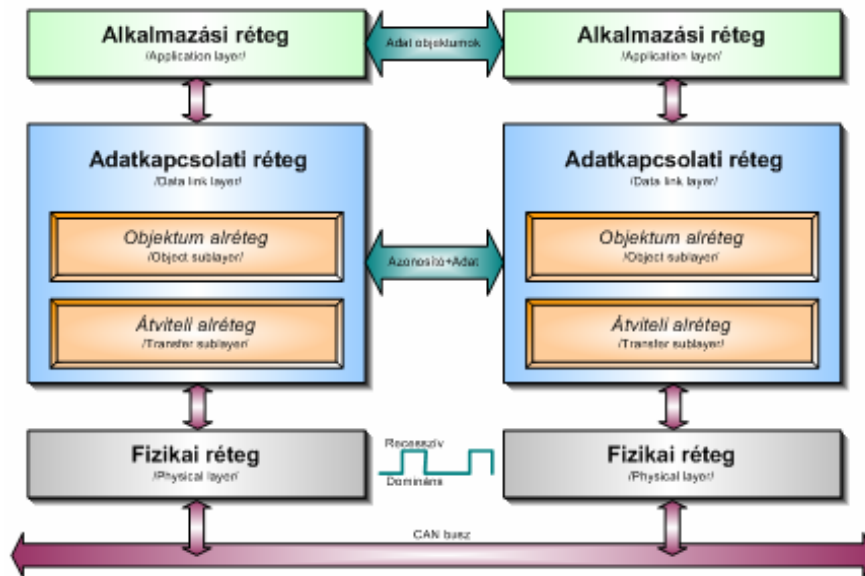 Alkalmazási réteg
/Application layer/
Adat objektumok
Alkalmazási réteg
/Application layer/
Adatkapcsolati réteg
/Data link layer/
Objektum alréteg
/Object sublayer/
Átviteli alréteg
/Transfer sublayer/
Azonosító+Adat
Adatkapcsolati réteg
/Data link layer/
Objektum alréteg
/Object sublayer/
Átviteli alréteg
/Transfer sublayer/
Fizikai réteg
/Physical layer/
Recesszív
Domináns
Fizikai réteg
/Physical layer/
CAN busz